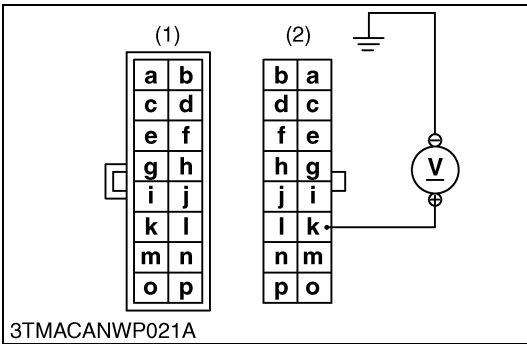 (1) (2)
a b b a
c d d c
e f f e
g h h g
i j j i
k l l k
m n n m
o p p o
V
3TMACANWP021A